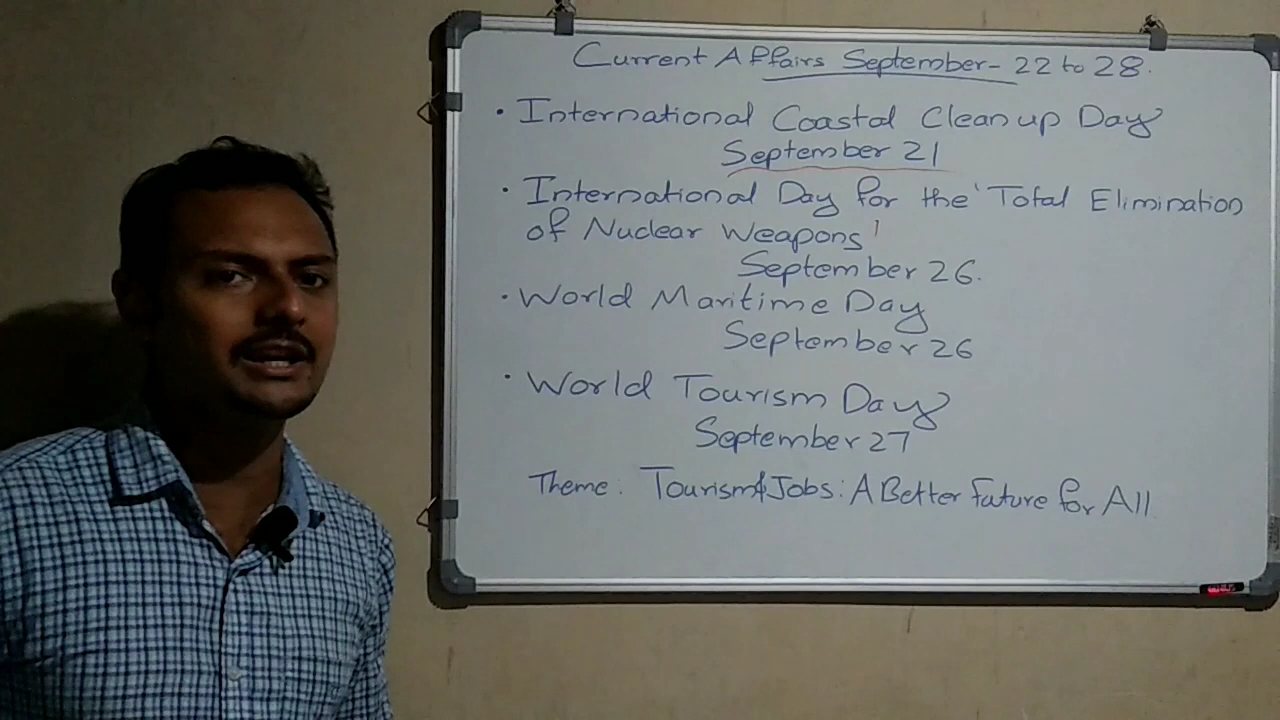 Current Affairs September - 22 to 28.
• International Coastal Cleanup Day
September 21
• International Day for the 'Total Elimination
of Nuclear Weapons'
September 26.
• World Maritime Day
September 26
• World Tourism Day
September 27
Theme: Tourism & Jobs: A Better Future for All